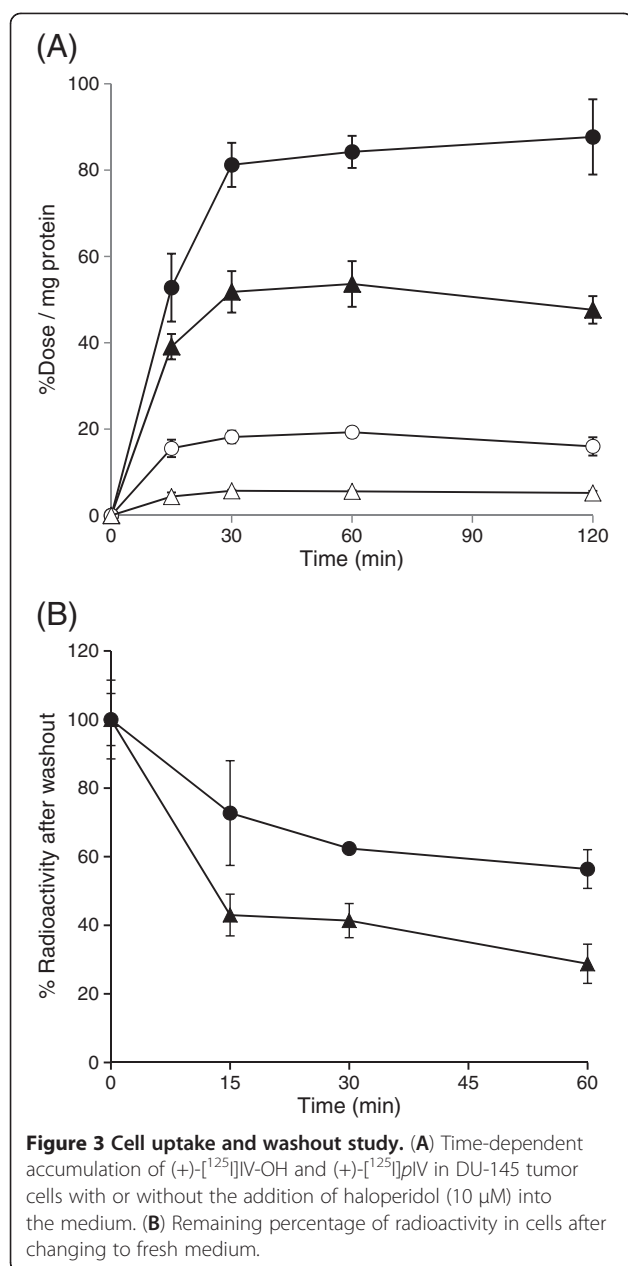 (A)
100
80
60
40
20
0
%Dose / mg protein
0 30 60 90 120
Time (min)
(B)
120
100
80
60
40
20
0
% Radioactivity after washout
0 15 30 45 60
Time (min)
Figure 3 Cell uptake and washout study. (A) Time-dependent
accumulation of (+)-[¹²⁵I]IV-OH and (+)-[¹²⁵I]pIV in DU-145 tumor
cells with or without the addition of haloperidol (10 μM) into
the medium. (B) Remaining percentage of radioactivity in cells after
changing to fresh medium.